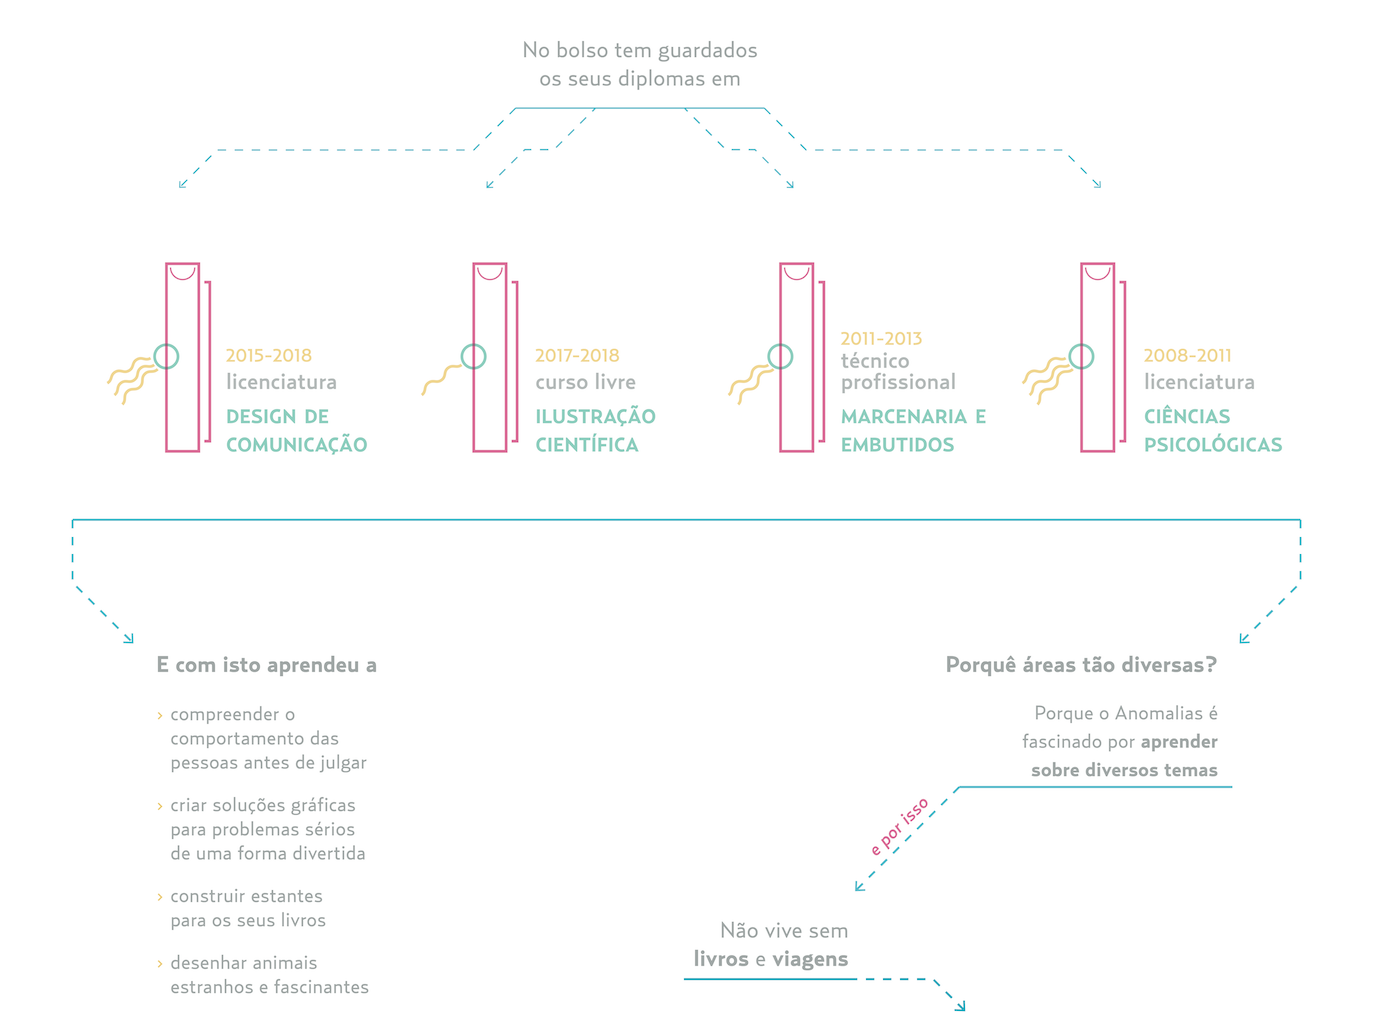 No bolso tem guardados
os seus diplomas em
2015-2018
licenciatura
DESIGN DE
COMUNICAÇÃO
2017-2018
curso livre
ILUSTRAÇÃO
CIENTÍFICA
2011-2013
técnico
profissional
MARCENARIA E
EMBUTIDOS
2008-2011
licenciatura
CIÊNCIAS
PSICOLÓGICAS
E com isto aprendeu a
› compreender o
comportamento das
pessoas antes de julgar
› criar soluções gráficas
para problemas sérios
de uma forma divertida
› construir estantes
para os seus livros
› desenhar animais
estranhos e fascinantes
Porquê áreas tão diversas?
Porque o Anomalias é
fascinado por aprender
sobre diversos temas
e por isso
Não vive sem
livros e viagens